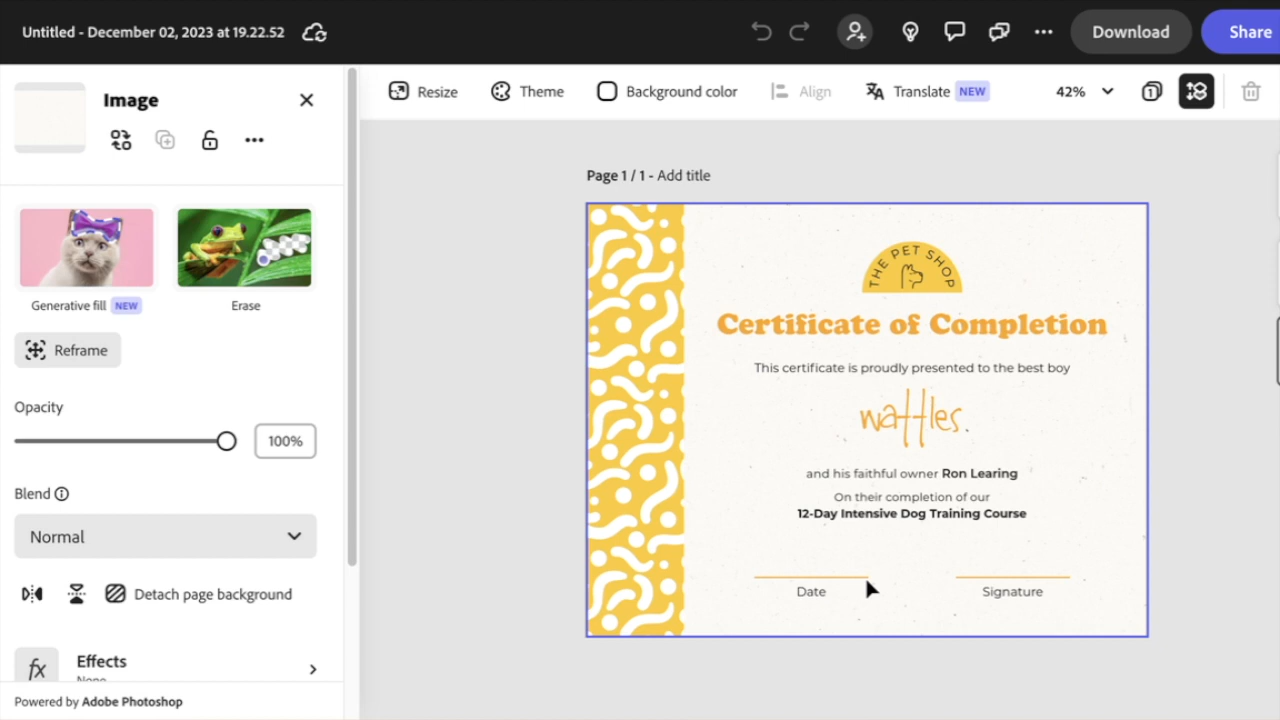 Untitled - December 02, 2023 at 19.22.52
Download
Share
Image
Resize
Theme
Background color
Align
Translate NEW
42%
1
Generative fill NEW
Erase
Reframe
Opacity
100%
Blend
Normal
Detach page background
fx
Effects
None
Powered by Adobe Photoshop
Page 1 / 1 - Add title
THE PET SHOP
Certificate of Completion
This certificate is proudly presented to the best boy
waffles.
and his faithful owner Ron Learing
On their completion of our
12-Day Intensive Dog Training Course
Date
Signature